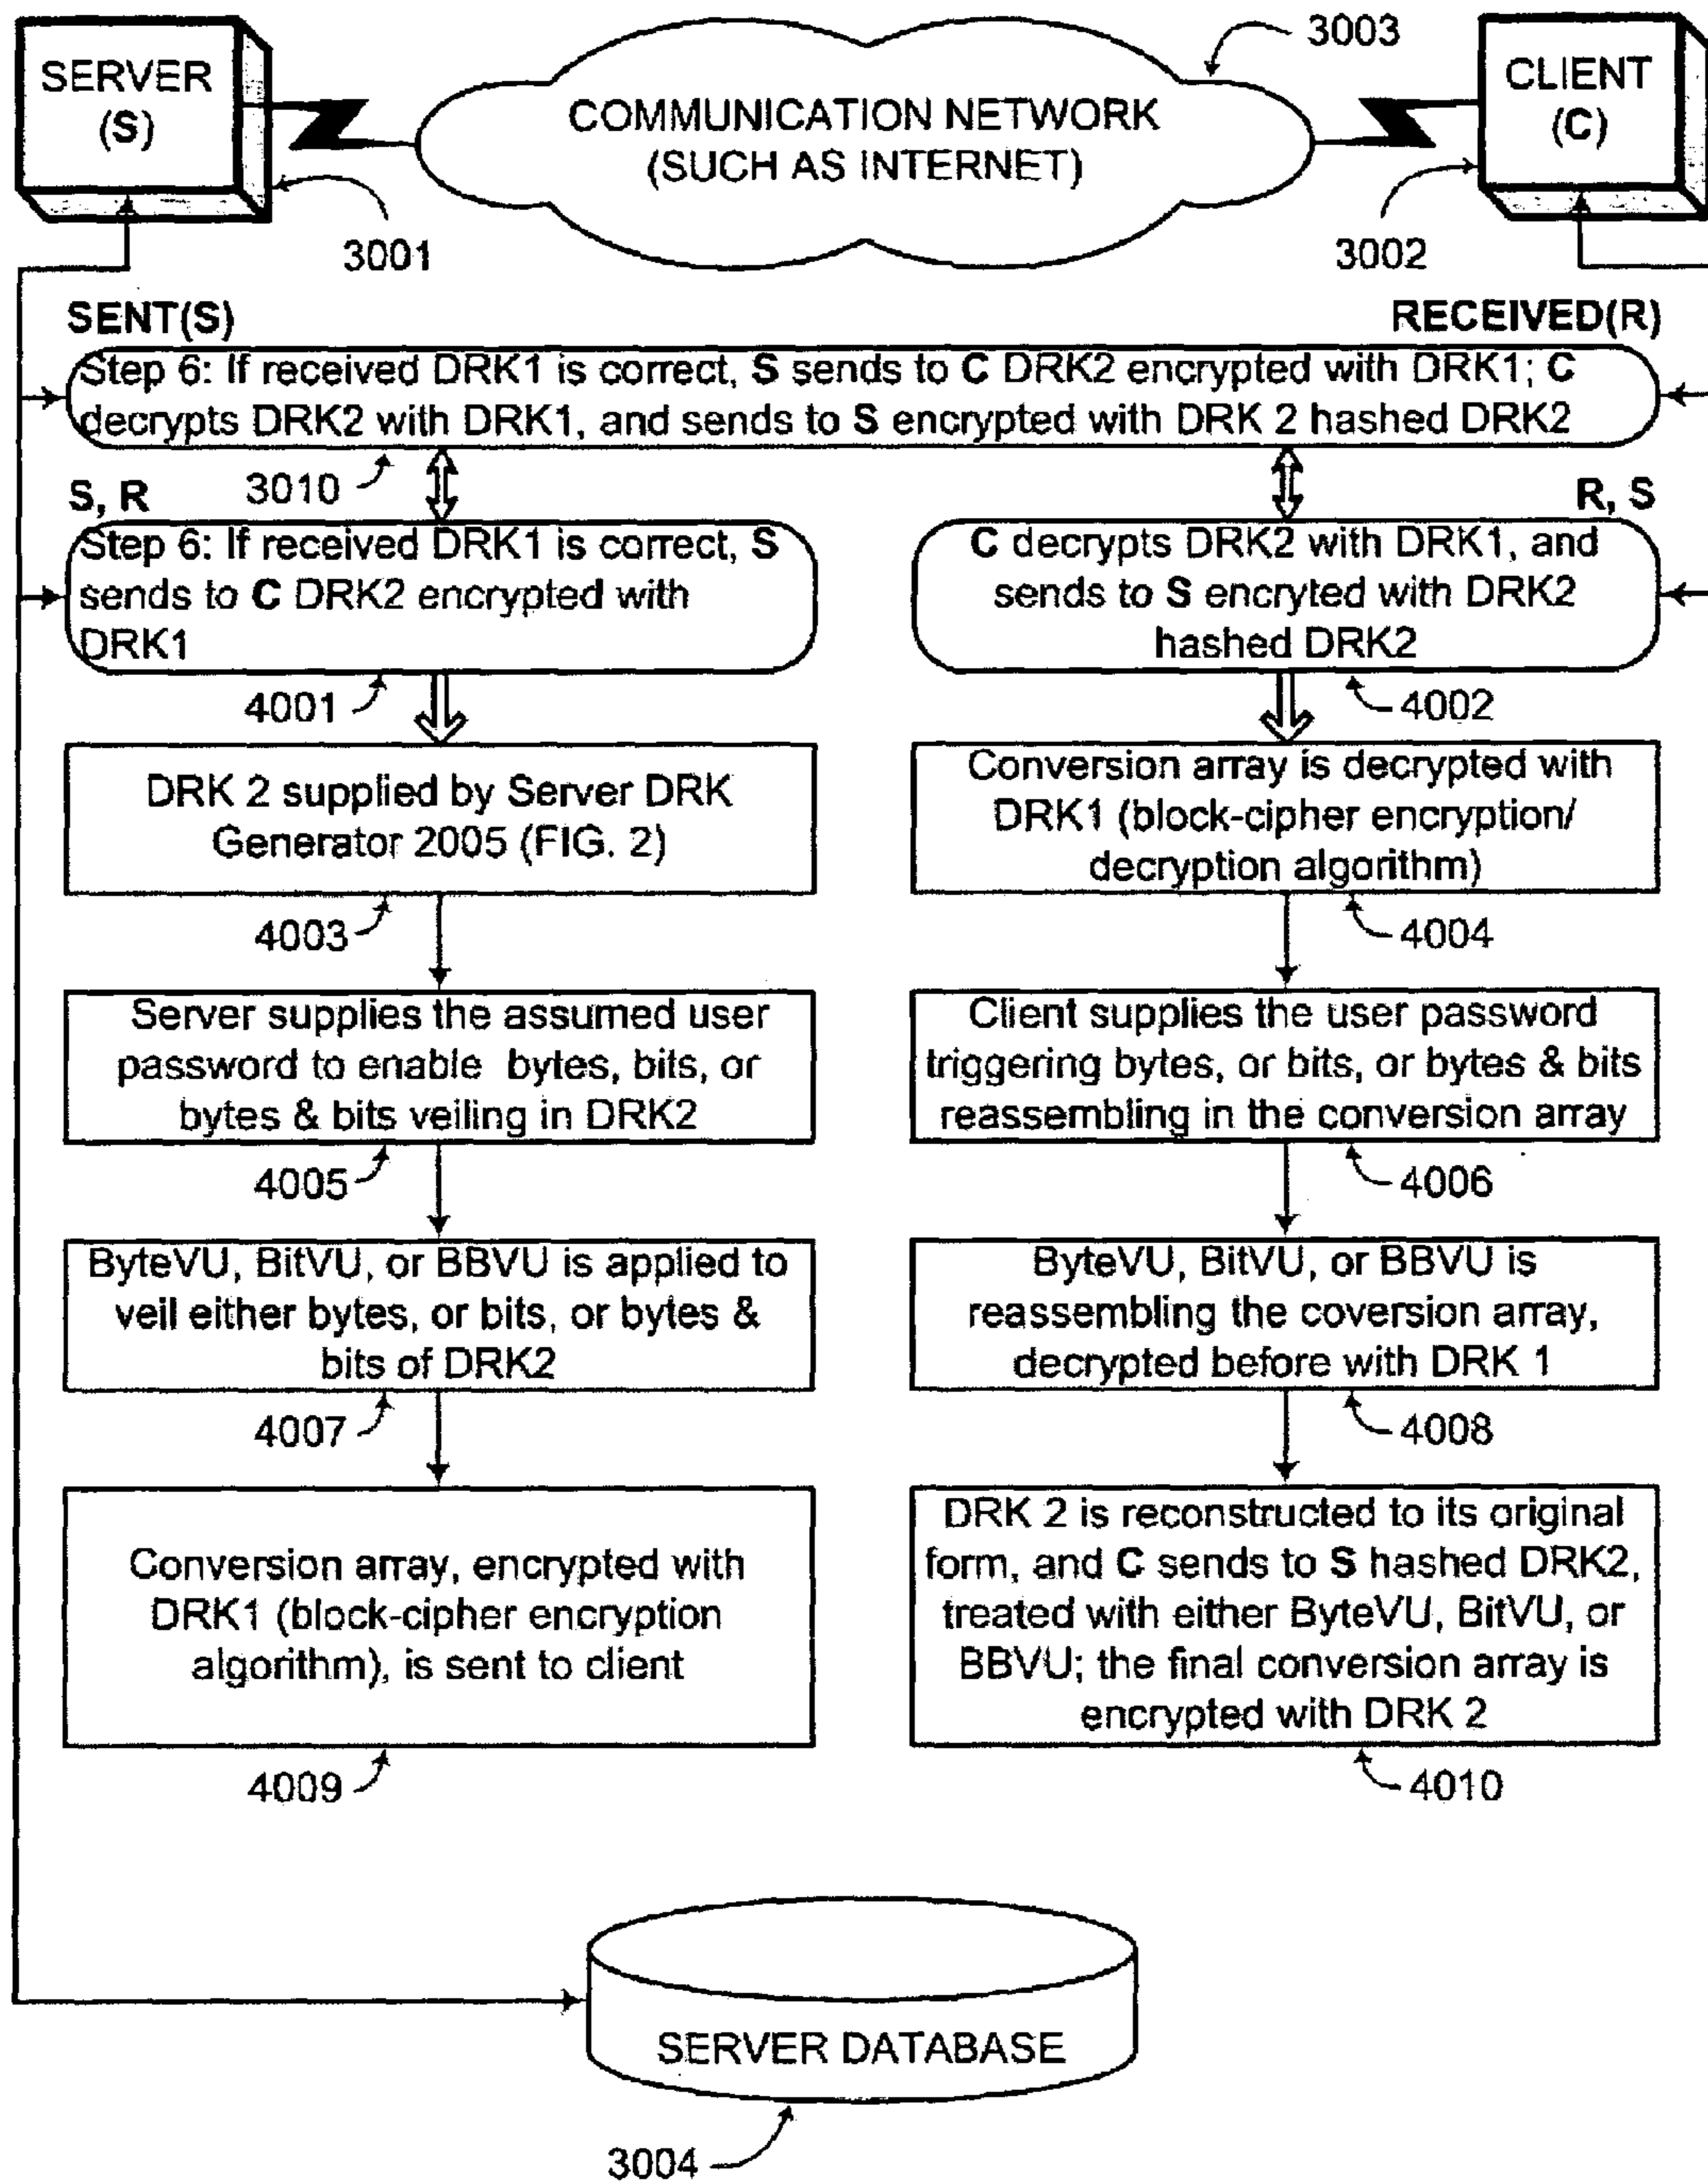 SERVER
(S)
COMMUNICATION NETWORK
(SUCH AS INTERNET)
3003
CLIENT
(C)
3001
3002
SENT(S)
RECEIVED(R)
Step 6: If received DRK1 is correct, S sends to C DRK2 encrypted with DRK1; C
decrypts DRK2 with DRK1, and sends to S encrypted with DRK 2 hashed DRK2
3010
S, R
R, S
Step 6: If received DRK1 is correct, S
sends to C DRK2 encrypted with
DRK1
4001
C decrypts DRK2 with DRK1, and
sends to S encryted with DRK2
hashed DRK2
4002
DRK 2 supplied by Server DRK
Generator 2005 (FIG. 2)
4003
Conversion array is decrypted with
DRK1 (block-cipher encryption/
decryption algorithm)
4004
Server supplies the assumed user
password to enable bytes, bits, or
bytes & bits veiling in DRK2
4005
Client supplies the user password
triggering bytes, or bits, or bytes & bits
reassembling in the conversion array
4006
ByteVU, BitVU, or BBVU is applied to
veil either bytes, or bits, or bytes &
bits of DRK2
4007
ByteVU, BitVU, or BBVU is
reassembling the coversion array,
decrypted before with DRK 1
4008
Conversion array, encrypted with
DRK1 (block-cipher encryption
algorithm), is sent to client
4009
DRK 2 is reconstructed to its original
form, and C sends to S hashed DRK2,
treated with either ByteVU, BitVU, or
BBVU; the final conversion array is
encrypted with DRK 2
4010
SERVER DATABASE
3004